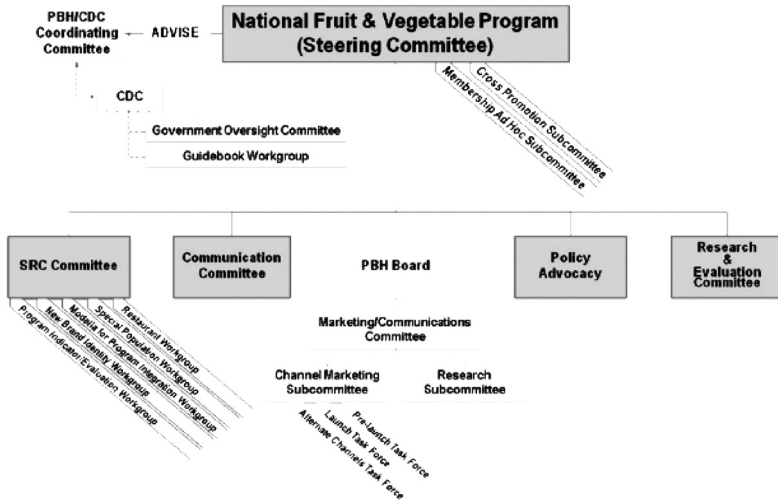 PBH/CDC
Coordinating
Committee
ADVISE
National Fruit & Vegetable Program
(Steering Committee)
Cross Promotion Subcommittee
Membership Ad Hoc Subcommittee
CDC
Government Oversight Committee
Guidebook Workgroup
SRC Committee
Communication
Committee
PBH Board
Policy
Advocacy
Research
&
Evaluation
Committee
Restaurant Workgroup
Special Population Workgroup
Modella for Program Integration Workgroup
New Brand Identity Workgroup
Program Indicator Evaluation Workgroup
Marketing/Communications
Committee
Channel Marketing
Subcommittee
Research
Subcommittee
Pre-launch Task Force
Launch Task Force
Alternate Channels Task Force